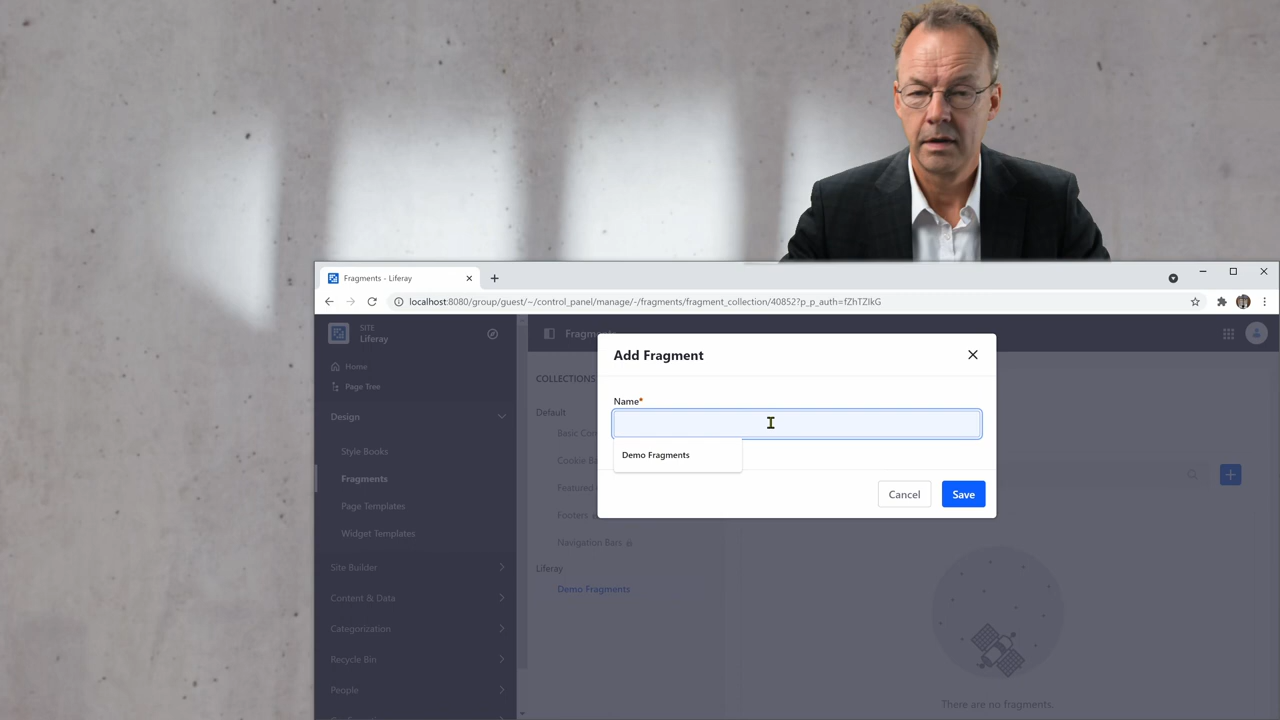 Fragments - Liferay
localhost:8080/group/guest/~/control_panel/manage/-/fragments/fragment_collection/40852?p_p_auth=fZhTZIkG
SITE
Liferay
Home
Page Tree
Design
Style Books
Fragments
Page Templates
Widget Templates
Site Builder
Content & Data
Categorization
Recycle Bin
People
Fragments
COLLECTIONS
Default
Basic Com
Cookie Ba
Featured
Footers
Navigation Bars
Liferay
Demo Fragments
Add Fragment
Name*
Demo Fragments
Cancel
Save
There are no fragments.